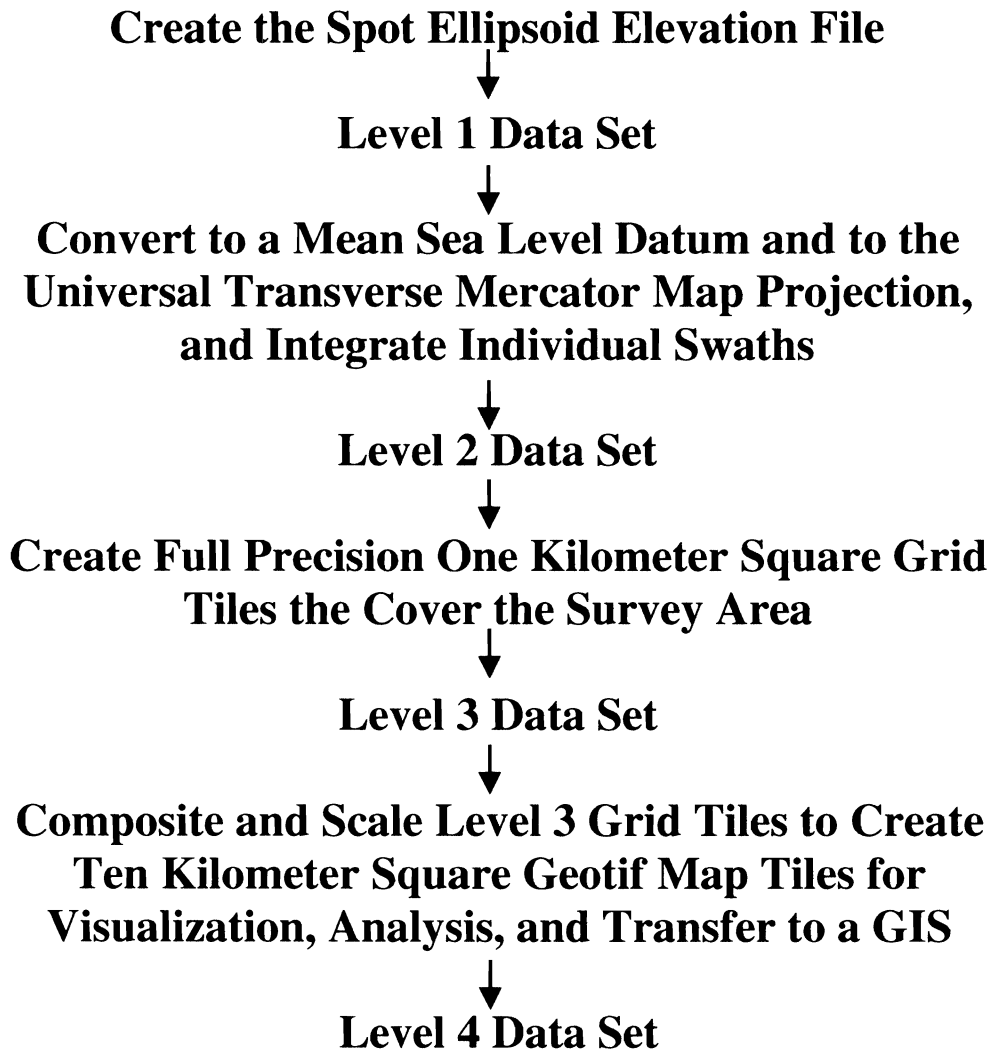 Create the Spot Ellipsoid Elevation File
Level 1 Data Set
Convert to a Mean Sea Level Datum and to the
Universal Transverse Mercator Map Projection,
and Integrate Individual Swaths
Level 2 Data Set
Create Full Precision One Kilometer Square Grid
Tiles the Cover the Survey Area
Level 3 Data Set
Composite and Scale Level 3 Grid Tiles to Create
Ten Kilometer Square Geotif Map Tiles for
Visualization, Analysis, and Transfer to a GIS
Level 4 Data Set